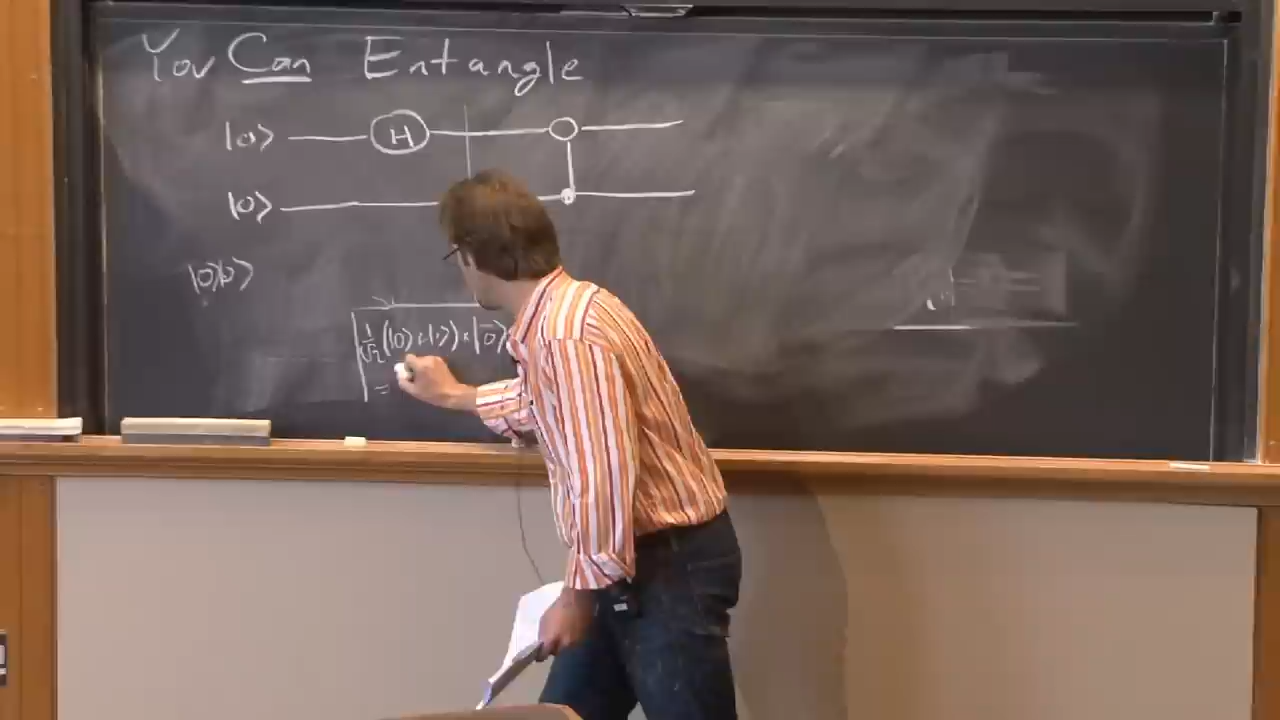 You Can Entangle
|0> H
|0>
|0>|0>
1/√2 (|0>+|1>) × |0>
=